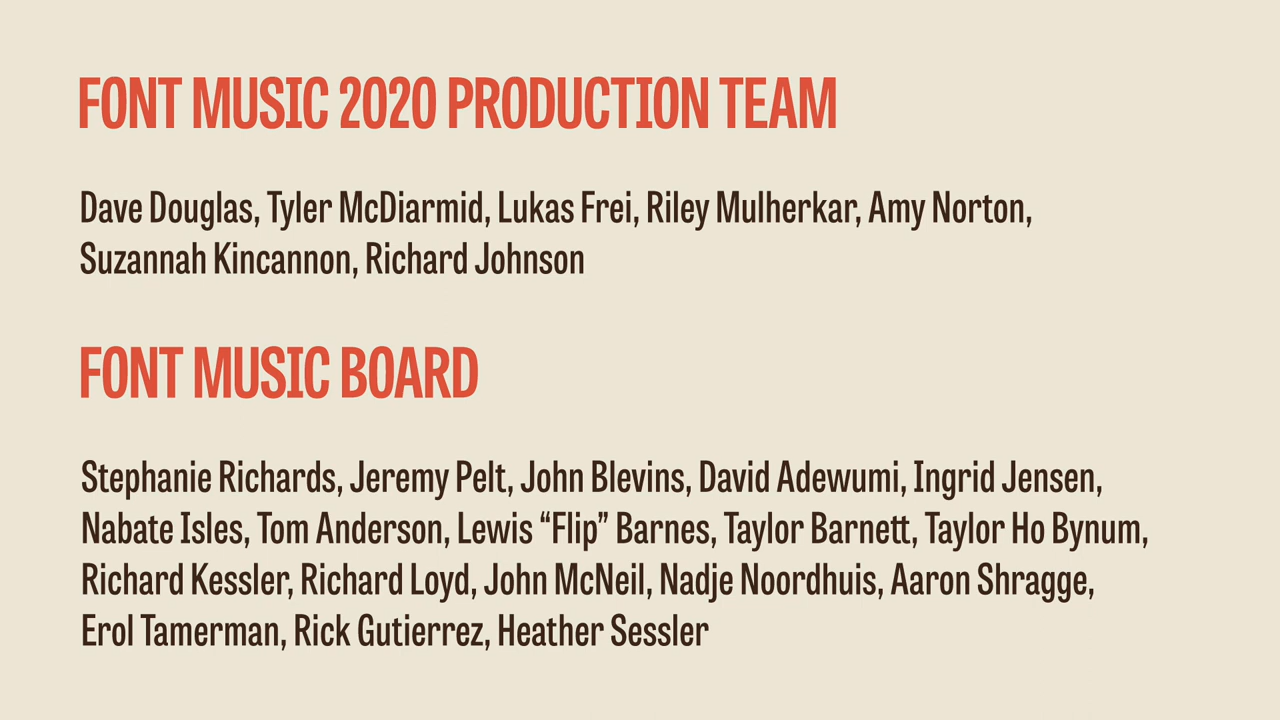 FONT MUSIC 2020 PRODUCTION TEAM
Dave Douglas, Tyler McDiarmid, Lukas Frei, Riley Mulherkar, Amy Norton,
Suzannah Kincannon, Richard Johnson
FONT MUSIC BOARD
Stephanie Richards, Jeremy Pelt, John Blevins, David Adewumi, Ingrid Jensen,
Nabate Isles, Tom Anderson, Lewis “Flip” Barnes, Taylor Barnett, Taylor Ho Bynum,
Richard Kessler, Richard Loyd, John McNeil, Nadje Noordhuis, Aaron Shragge,
Erol Tamerman, Rick Gutierrez, Heather Sessler